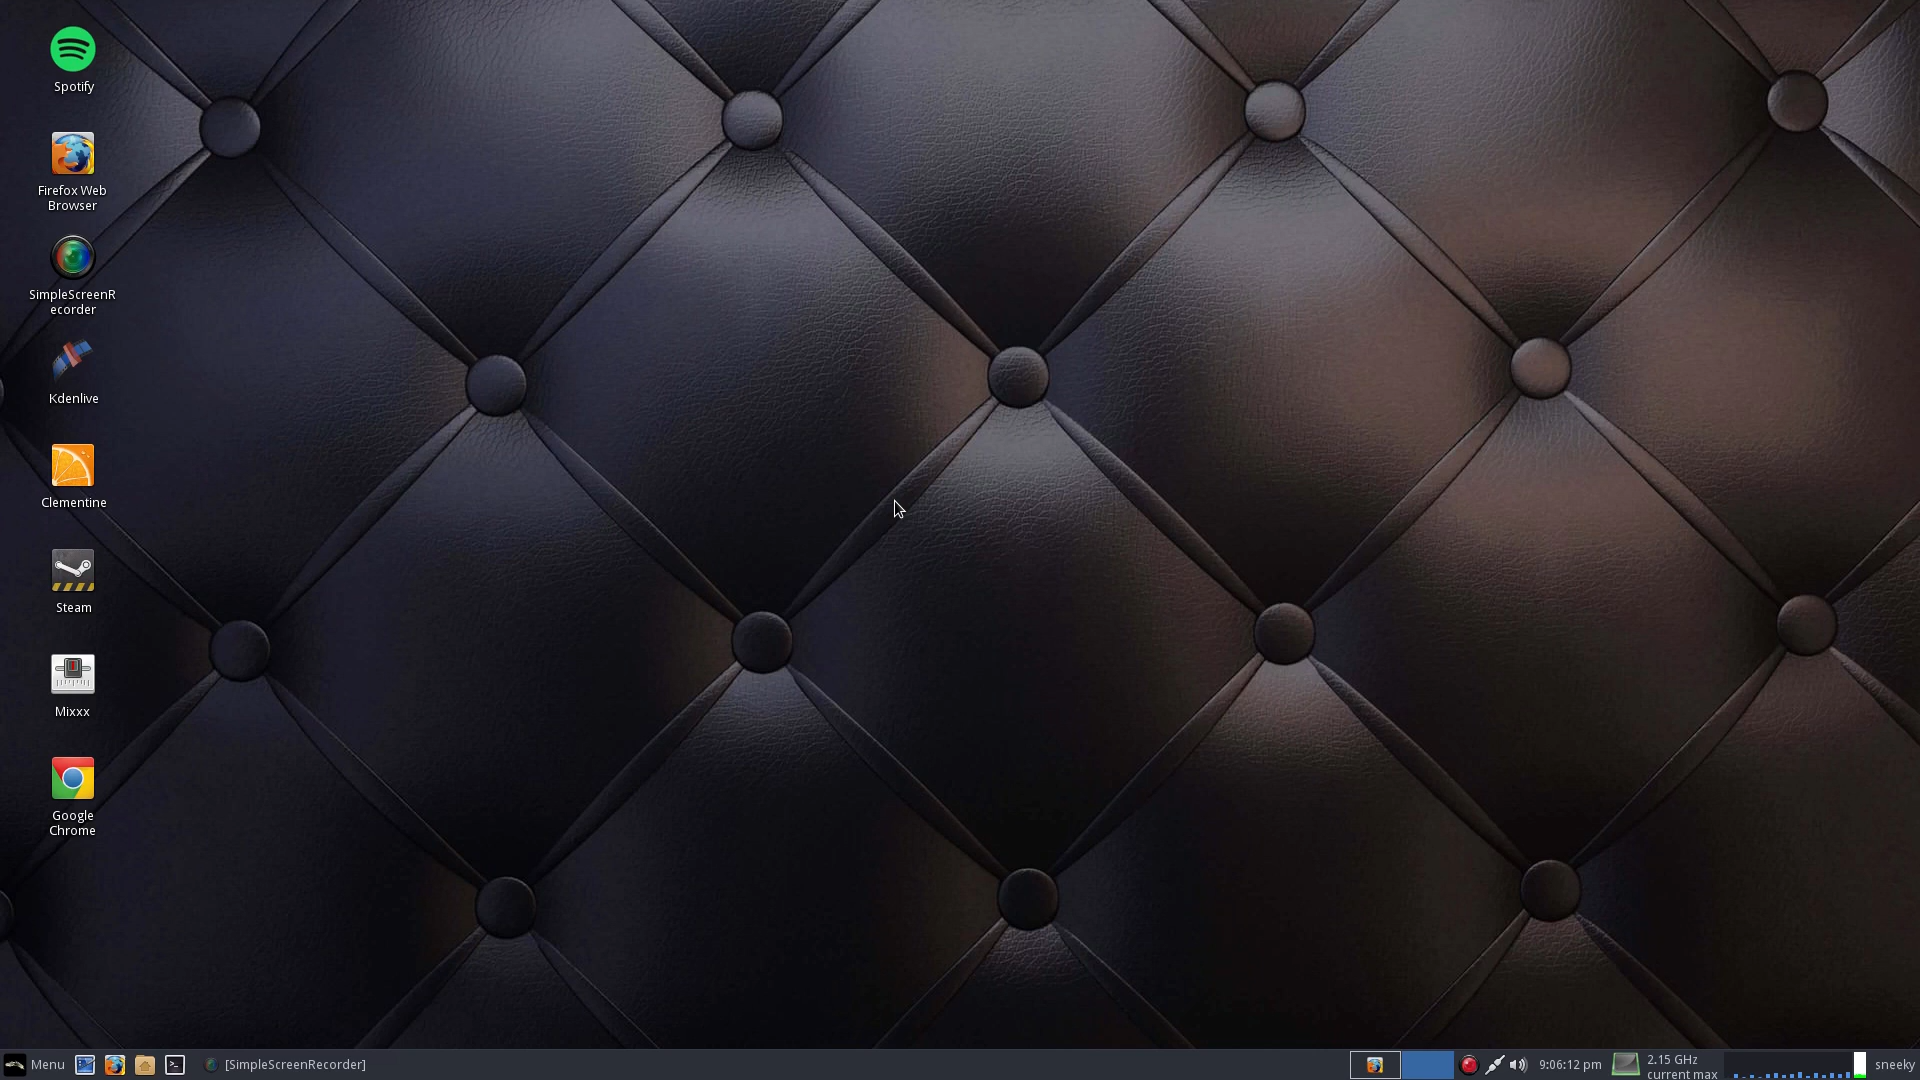 Spotify
Firefox Web
Browser
SimpleScreenR
ecorder
Kdenlive
Clementine
Steam
Mixxx
Google
Chrome
Menu
[SimpleScreenRecorder]
9:06:12 pm
2.15 GHz
current max
sneeky